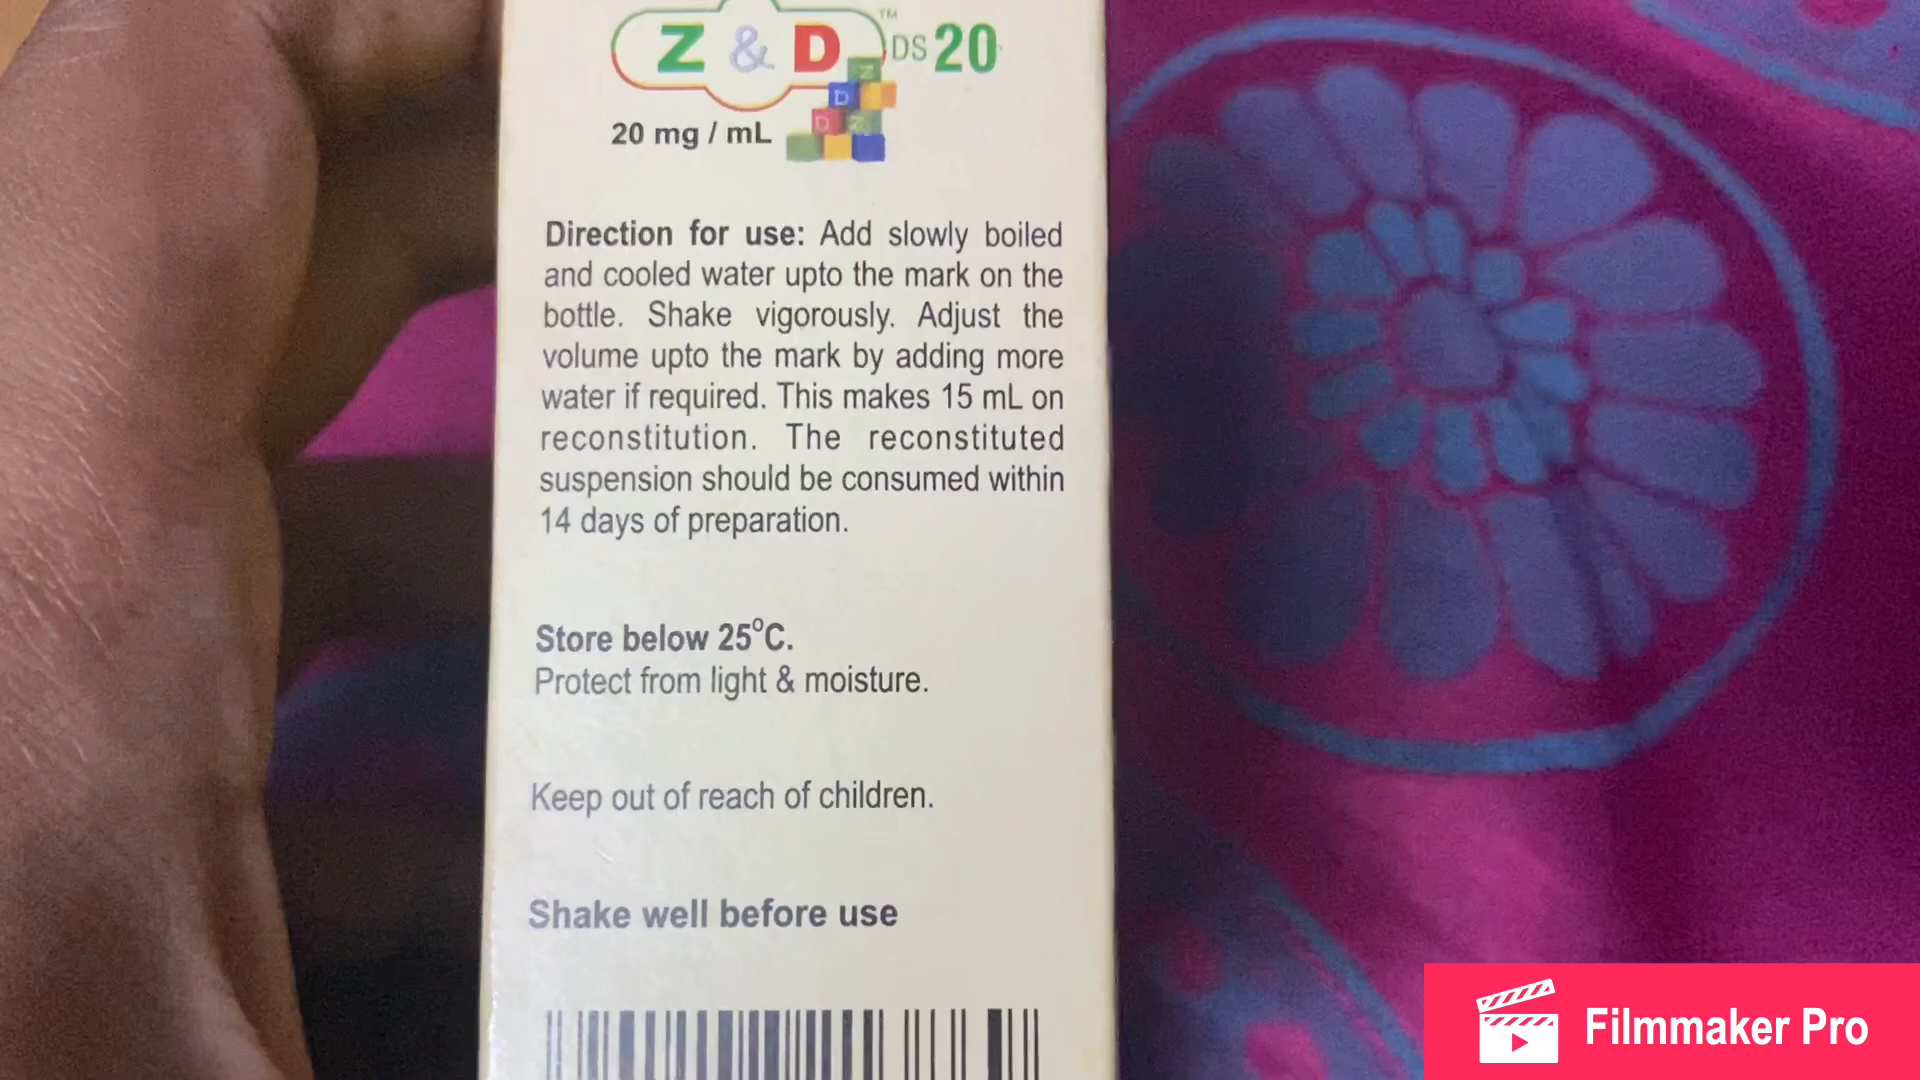 Z & D™ DS 20
Z
D
D Z
20 mg / mL
Direction for use: Add slowly boiled
and cooled water upto the mark on the
bottle. Shake vigorously. Adjust the
volume upto the mark by adding more
water if required. This makes 15 mL on
reconstitution. The reconstituted
suspension should be consumed within
14 days of preparation.
Store below 25°C.
Protect from light & moisture.
Keep out of reach of children.
Shake well before use
Filmmaker Pro